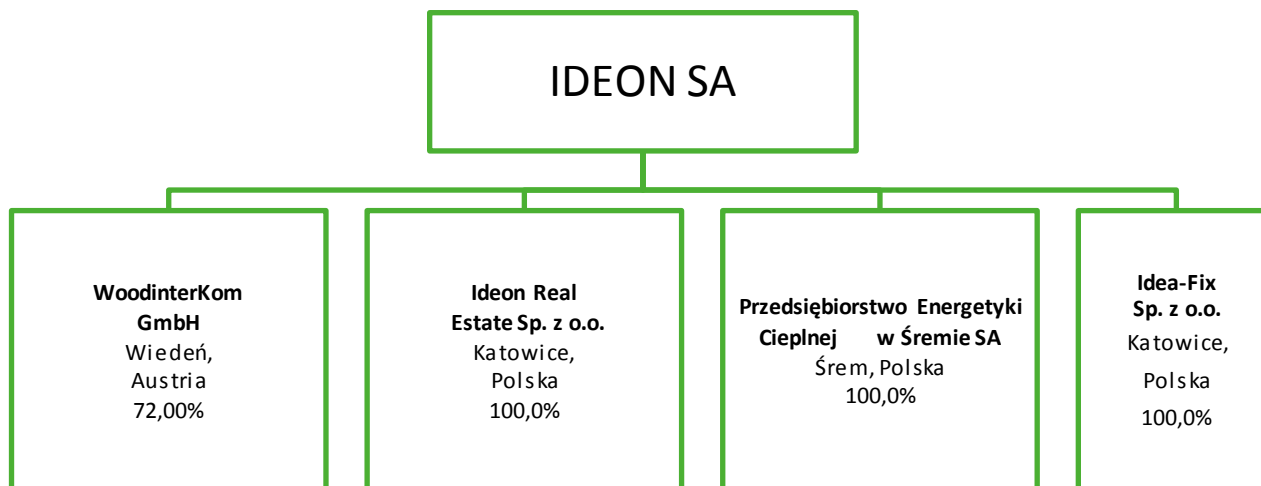 IDEON SA
WoodinterKom
GmbH
Wiedeń,
Austria
72,00%
Ideon Real
Estate Sp. z o.o.
Katowice,
Polska
100,0%
Przedsiębiorstwo Energetyki
Cieplnej w Śremie SA
Śrem, Polska
100,0%
Idea-Fix
Sp. z o.o.
Katowice,
Polska
100,0%